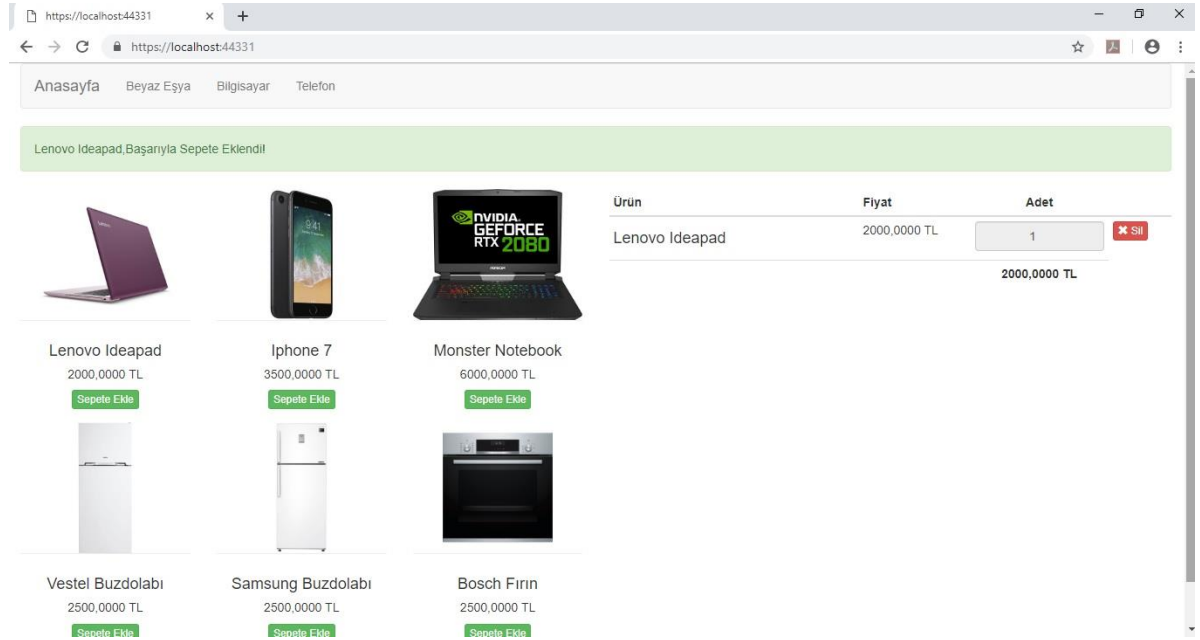 https://localhost:44331
https://localhost:44331
Anasayfa Beyaz Eşya Bilgisayar Telefon
Lenovo Ideapad,Başarıyla Sepete Eklendi!
Ürün Fiyat Adet
Lenovo Ideapad 2000,0000 TL 1 Sil
2000,0000 TL
9:41
NVIDIA.
GEFORCE
RTX 2080
Lenovo Ideapad Iphone 7 Monster Notebook
2000,0000 TL 3500,0000 TL 6000,0000 TL
Sepete Ekle Sepete Ekle Sepete Ekle
Vestel Buzdolabı Samsung Buzdolabı Bosch Fırın
2500,0000 TL 2500,0000 TL 2500,0000 TL
Sepete Ekle Sepete Ekle Sepete Ekle